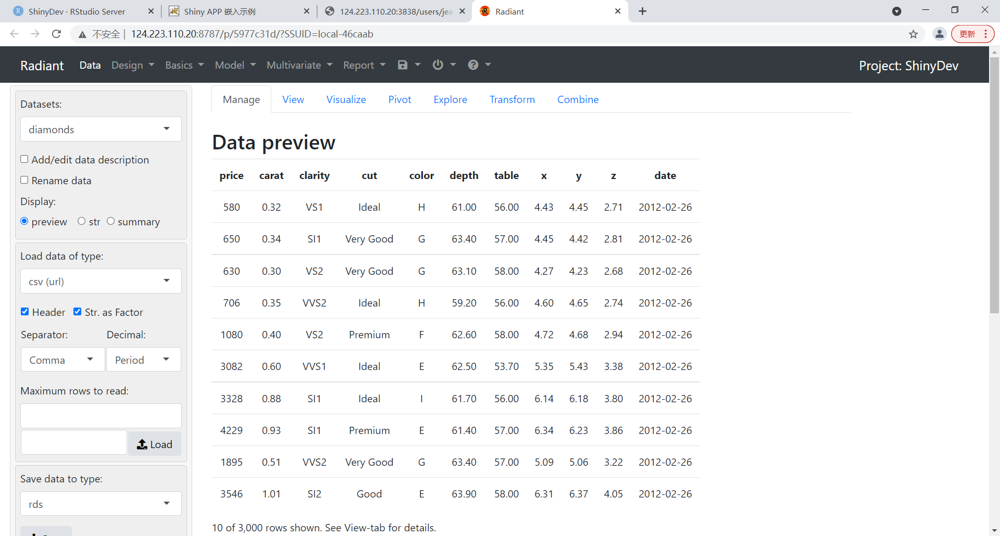 ShinyDev · RStudio Server
Shiny APP 嵌入示例
124.223.110.20:3838/users/jea
Radiant
不安全
124.223.110.20:8787/p/5977c31d/?SSUID=local-46caab
更新
Radiant Data Design Basics Model Multivariate Report Project: ShinyDev
Datasets:
diamonds
Add/edit data description
Rename data
Display:
preview str summary
Load data of type:
csv (url)
Header Str. as Factor
Separator: Decimal:
Comma Period
Maximum rows to read:
Load
Save data to type:
rds
Manage View Visualize Pivot Explore Transform Combine
Data preview
price carat clarity cut color depth table x y z date
580 0.32 VS1 Ideal H 61.00 56.00 4.43 4.45 2.71 2012-02-26
650 0.34 SI1 Very Good G 63.40 57.00 4.45 4.42 2.81 2012-02-26
630 0.30 VS2 Very Good G 63.10 58.00 4.27 4.23 2.68 2012-02-26
706 0.35 VVS2 Ideal H 59.20 56.00 4.60 4.65 2.74 2012-02-26
1080 0.40 VS2 Premium F 62.60 58.00 4.72 4.68 2.94 2012-02-26
3082 0.60 VVS1 Ideal E 62.50 53.70 5.35 5.43 3.38 2012-02-26
3328 0.88 SI1 Ideal I 61.70 56.00 6.14 6.18 3.80 2012-02-26
4229 0.93 SI1 Premium E 61.40 57.00 6.34 6.23 3.86 2012-02-26
1895 0.51 VVS2 Very Good G 63.40 57.00 5.09 5.06 3.22 2012-02-26
3546 1.01 SI2 Good E 63.90 58.00 6.31 6.37 4.05 2012-02-26
10 of 3,000 rows shown. See View-tab for details.